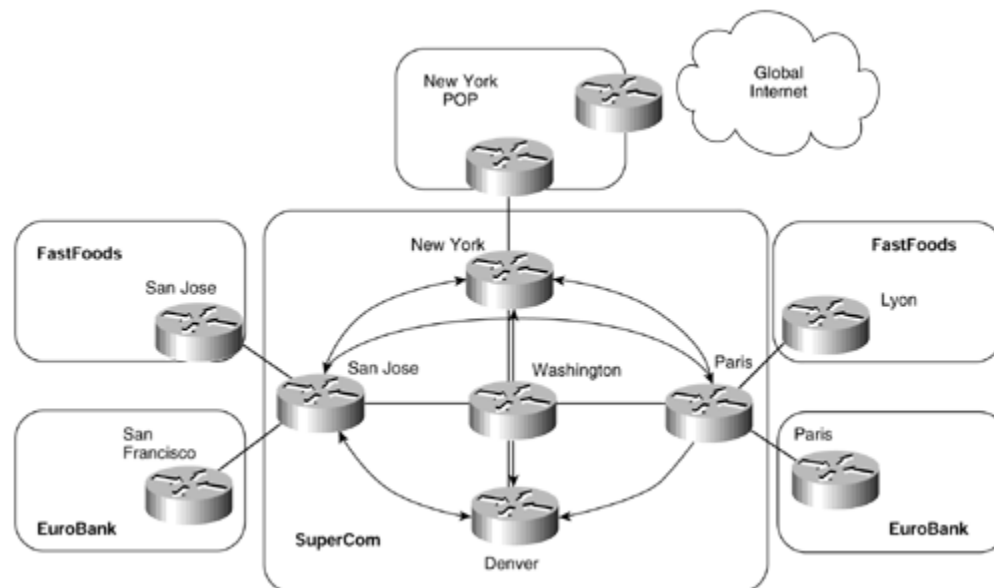 New York
POP
Global
Internet
FastFoods
San Jose
New York
FastFoods
Lyon
San Jose
Washington
Paris
San
Francisco
EuroBank
SuperCom
Denver
Paris
EuroBank